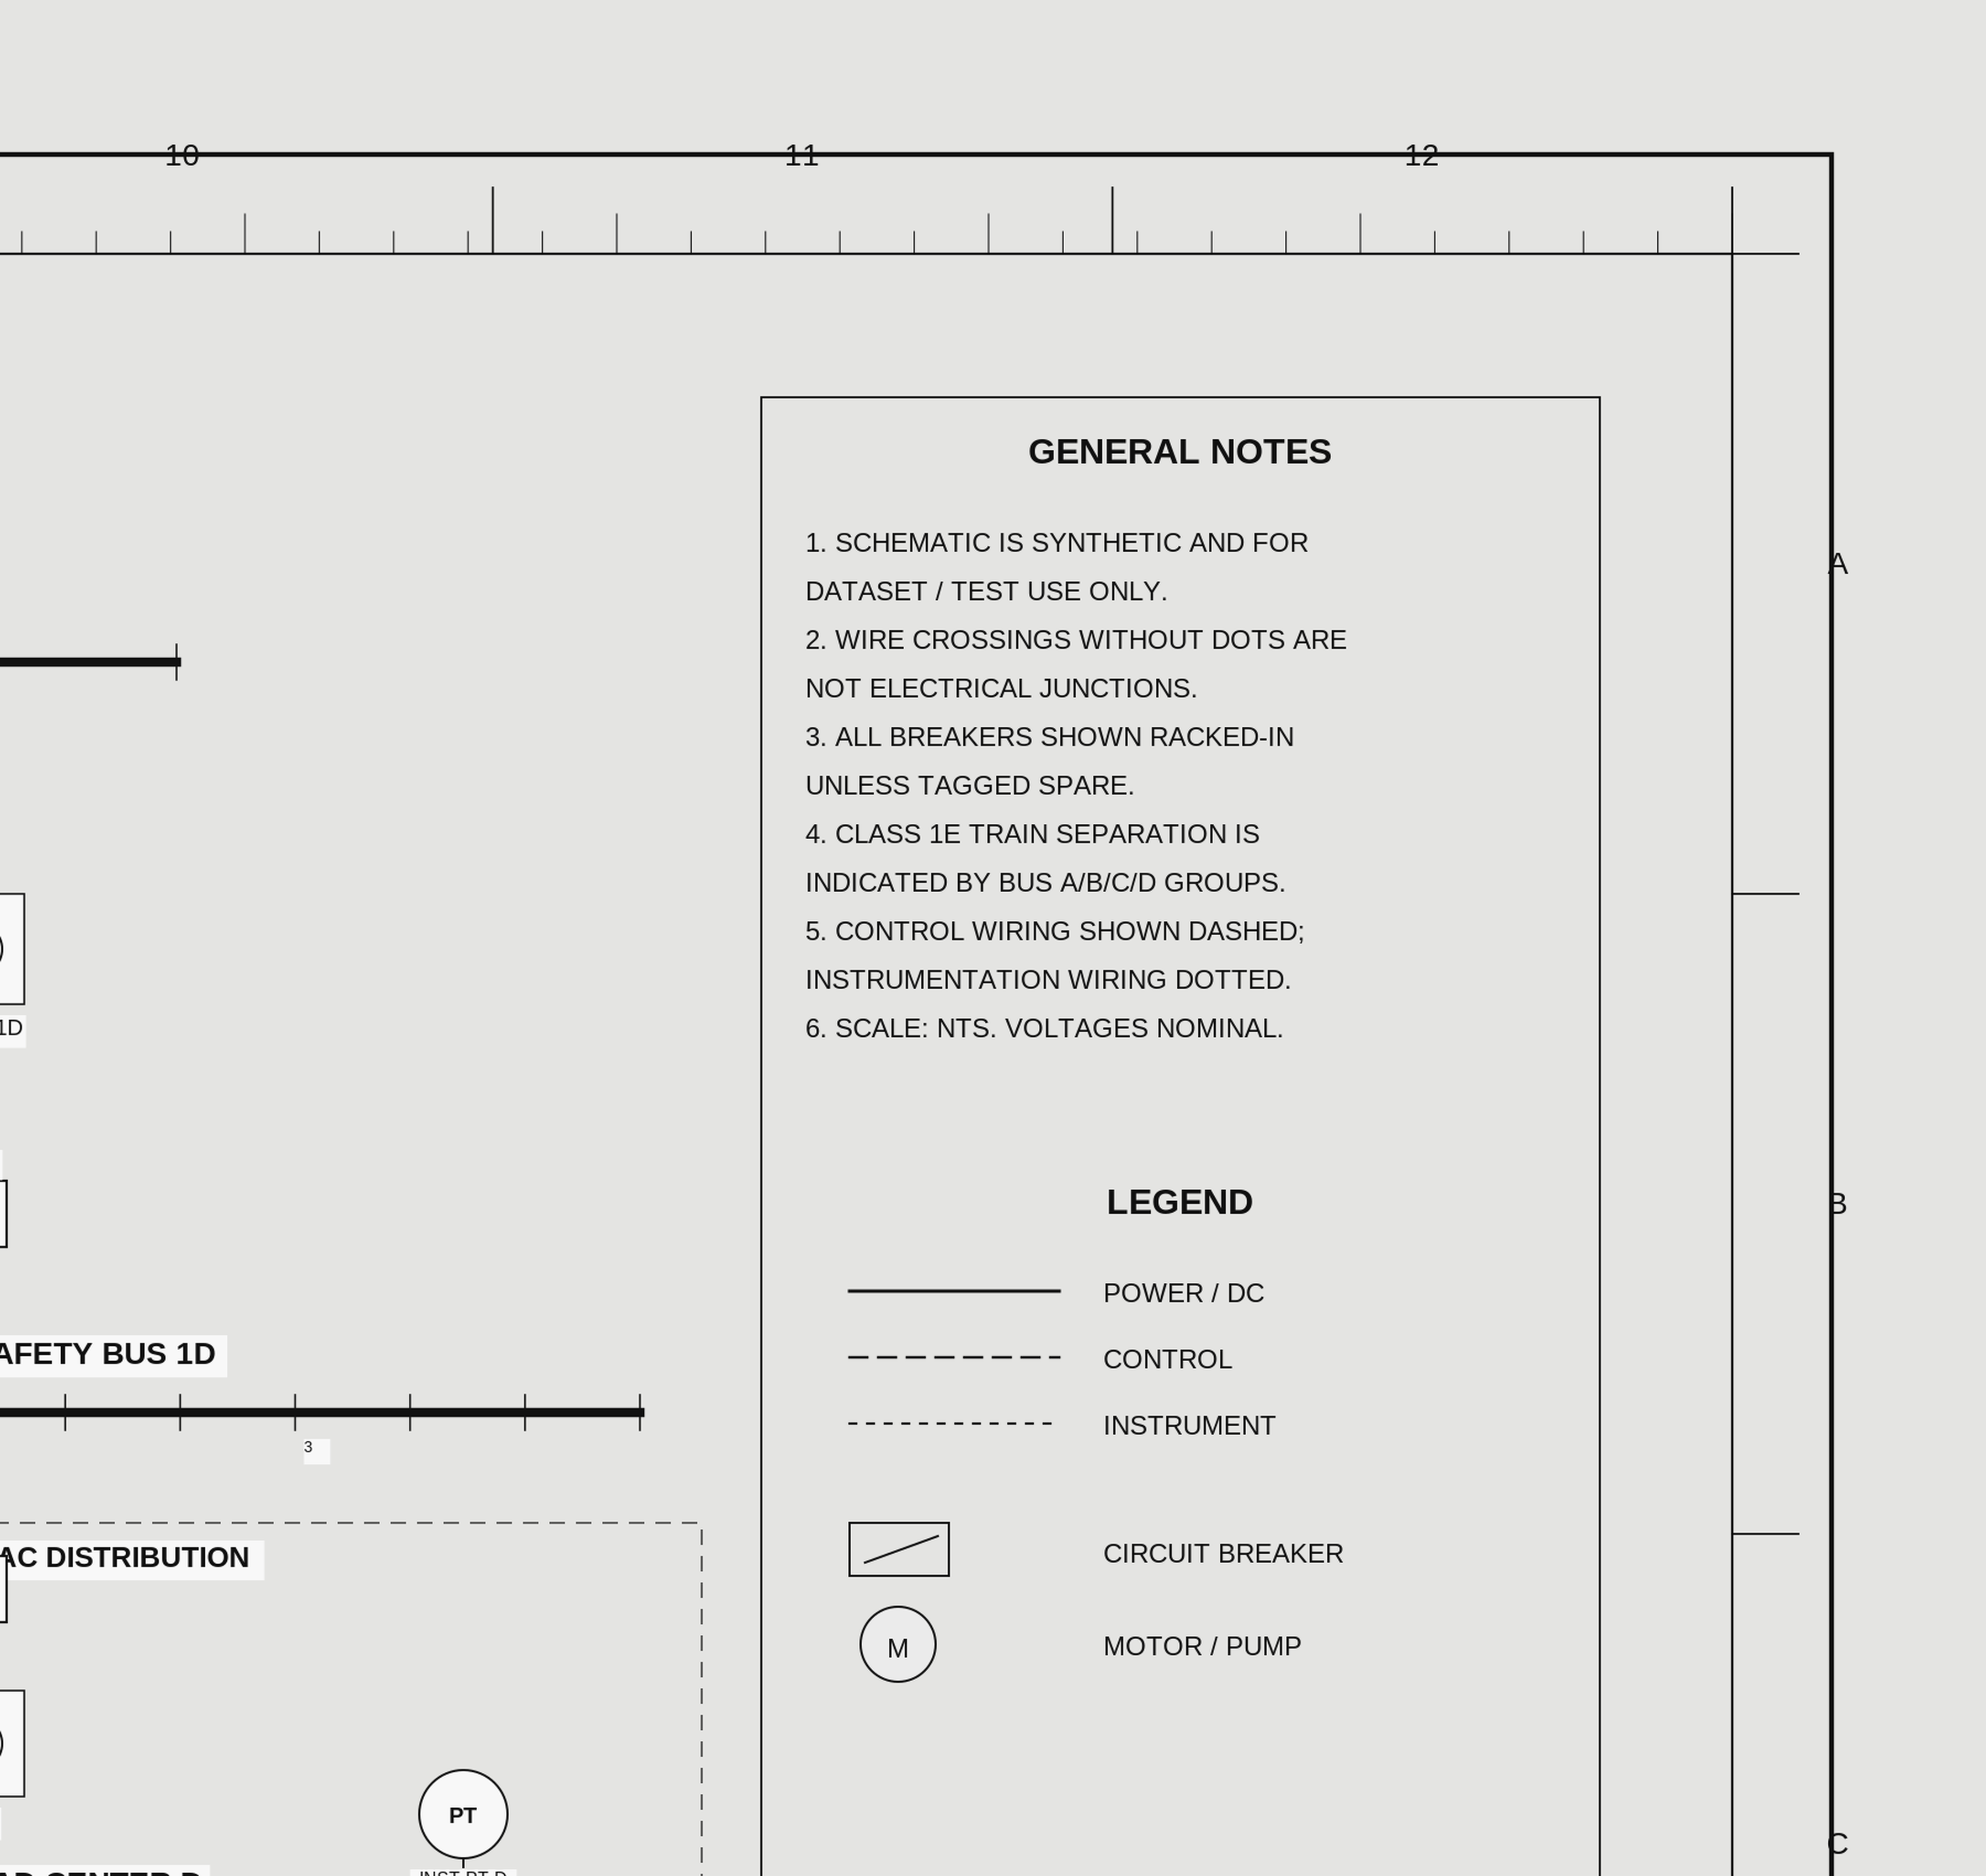 10 11 12
GENERAL NOTES
1. SCHEMATIC IS SYNTHETIC AND FOR
DATASET / TEST USE ONLY.
2. WIRE CROSSINGS WITHOUT DOTS ARE
NOT ELECTRICAL JUNCTIONS.
3. ALL BREAKERS SHOWN RACKED-IN
UNLESS TAGGED SPARE.
4. CLASS 1E TRAIN SEPARATION IS
INDICATED BY BUS A/B/C/D GROUPS.
5. CONTROL WIRING SHOWN DASHED;
INSTRUMENTATION WIRING DOTTED.
6. SCALE: NTS. VOLTAGES NOMINAL.
LEGEND
POWER / DC
CONTROL
INSTRUMENT
CIRCUIT BREAKER
M MOTOR / PUMP
A
B
C
1D
AFETY BUS 1D
3
AC DISTRIBUTION
PT
INST PT-D